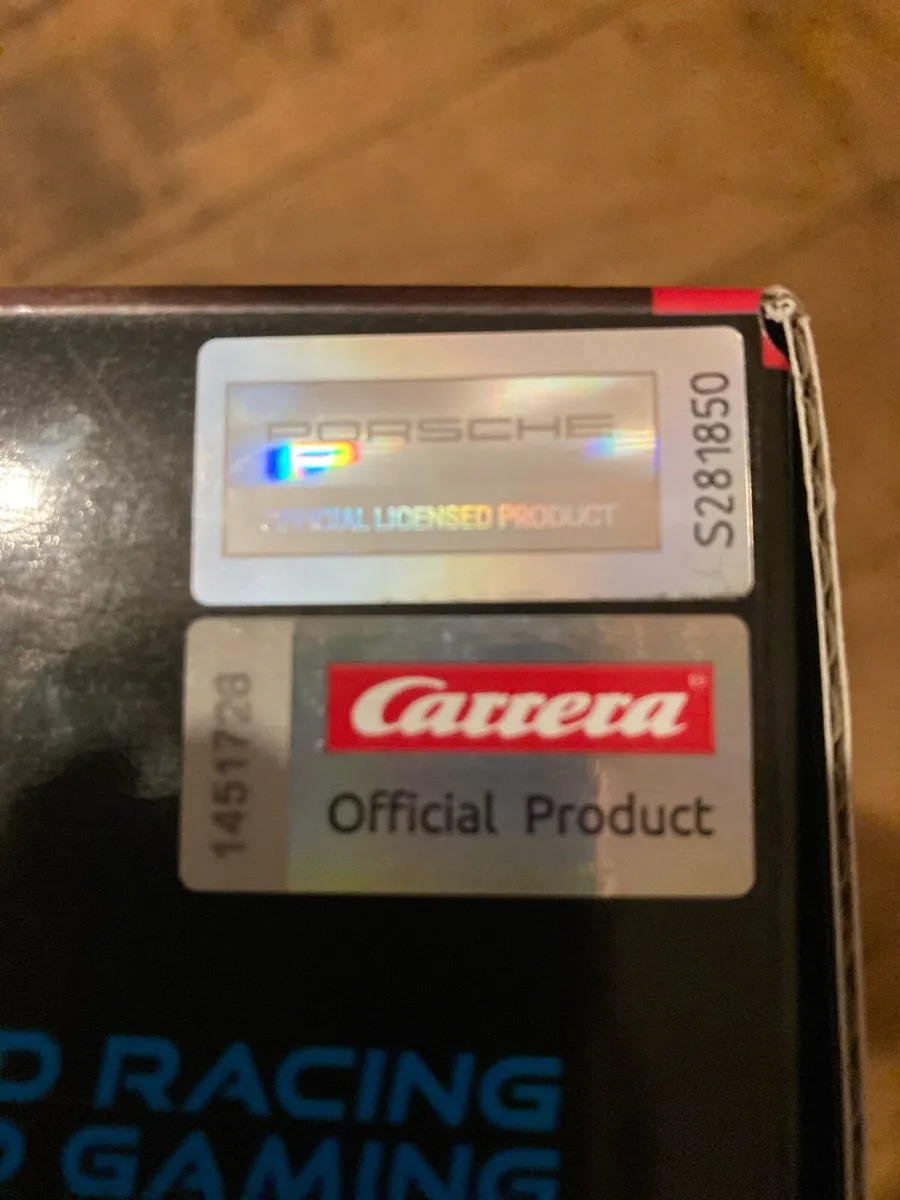 PORSCHE
OFFICIAL LICENSED PRODUCT
S281850
1451728
Carrera®
Official Product
RACING
GAMING